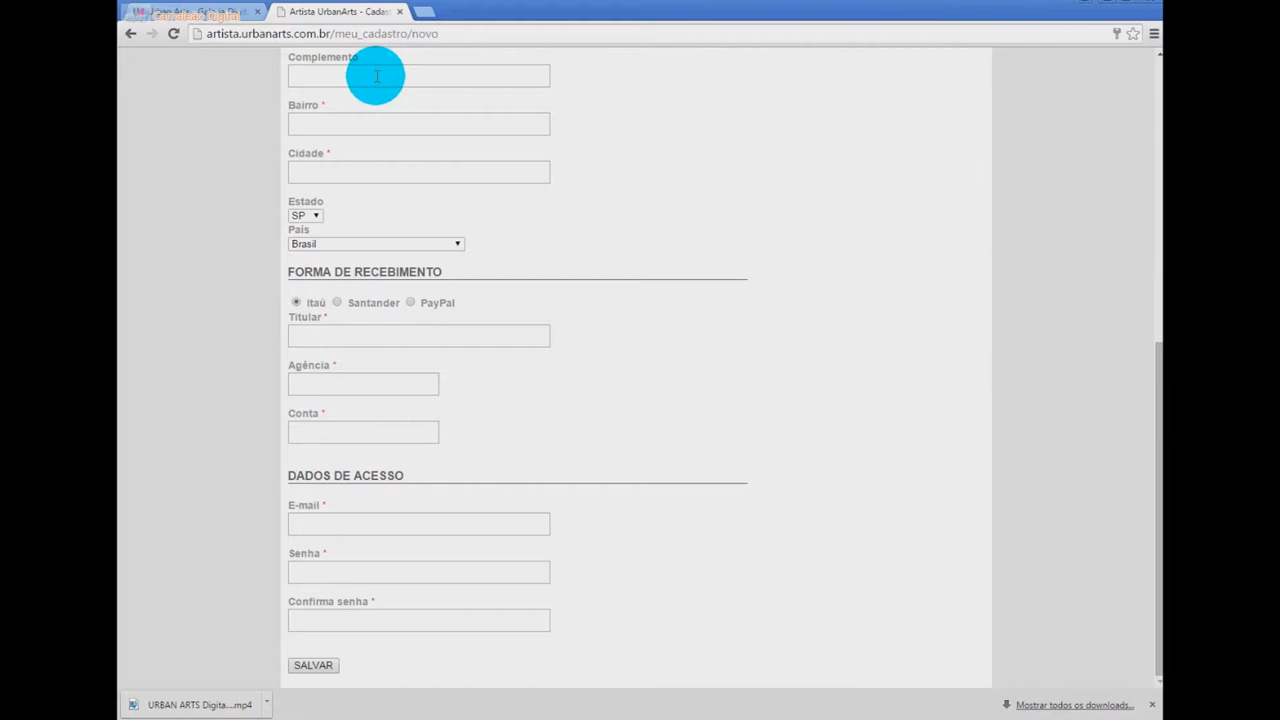 Artista UrbanArts - Cadast
artista.urbanarts.com.br/meu_cadastro/novo
Complemento
Bairro *
Cidade *
Estado
SP
País
Brasil
FORMA DE RECEBIMENTO
Itaú Santander PayPal
Titular *
Agência *
Conta *
DADOS DE ACESSO
E-mail *
Senha *
Confirma senha *
SALVAR
URBAN ARTS Digita....mp4
Mostrar todos os downloads...